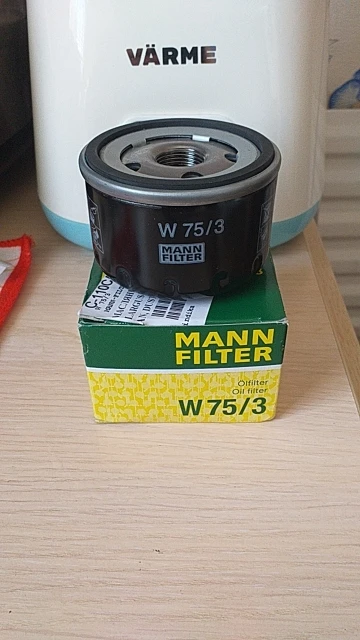 VÄRME
W 75/3
MANN
FILTER
MANN
FILTER
Ölfilter
Oil filter
W 75/3